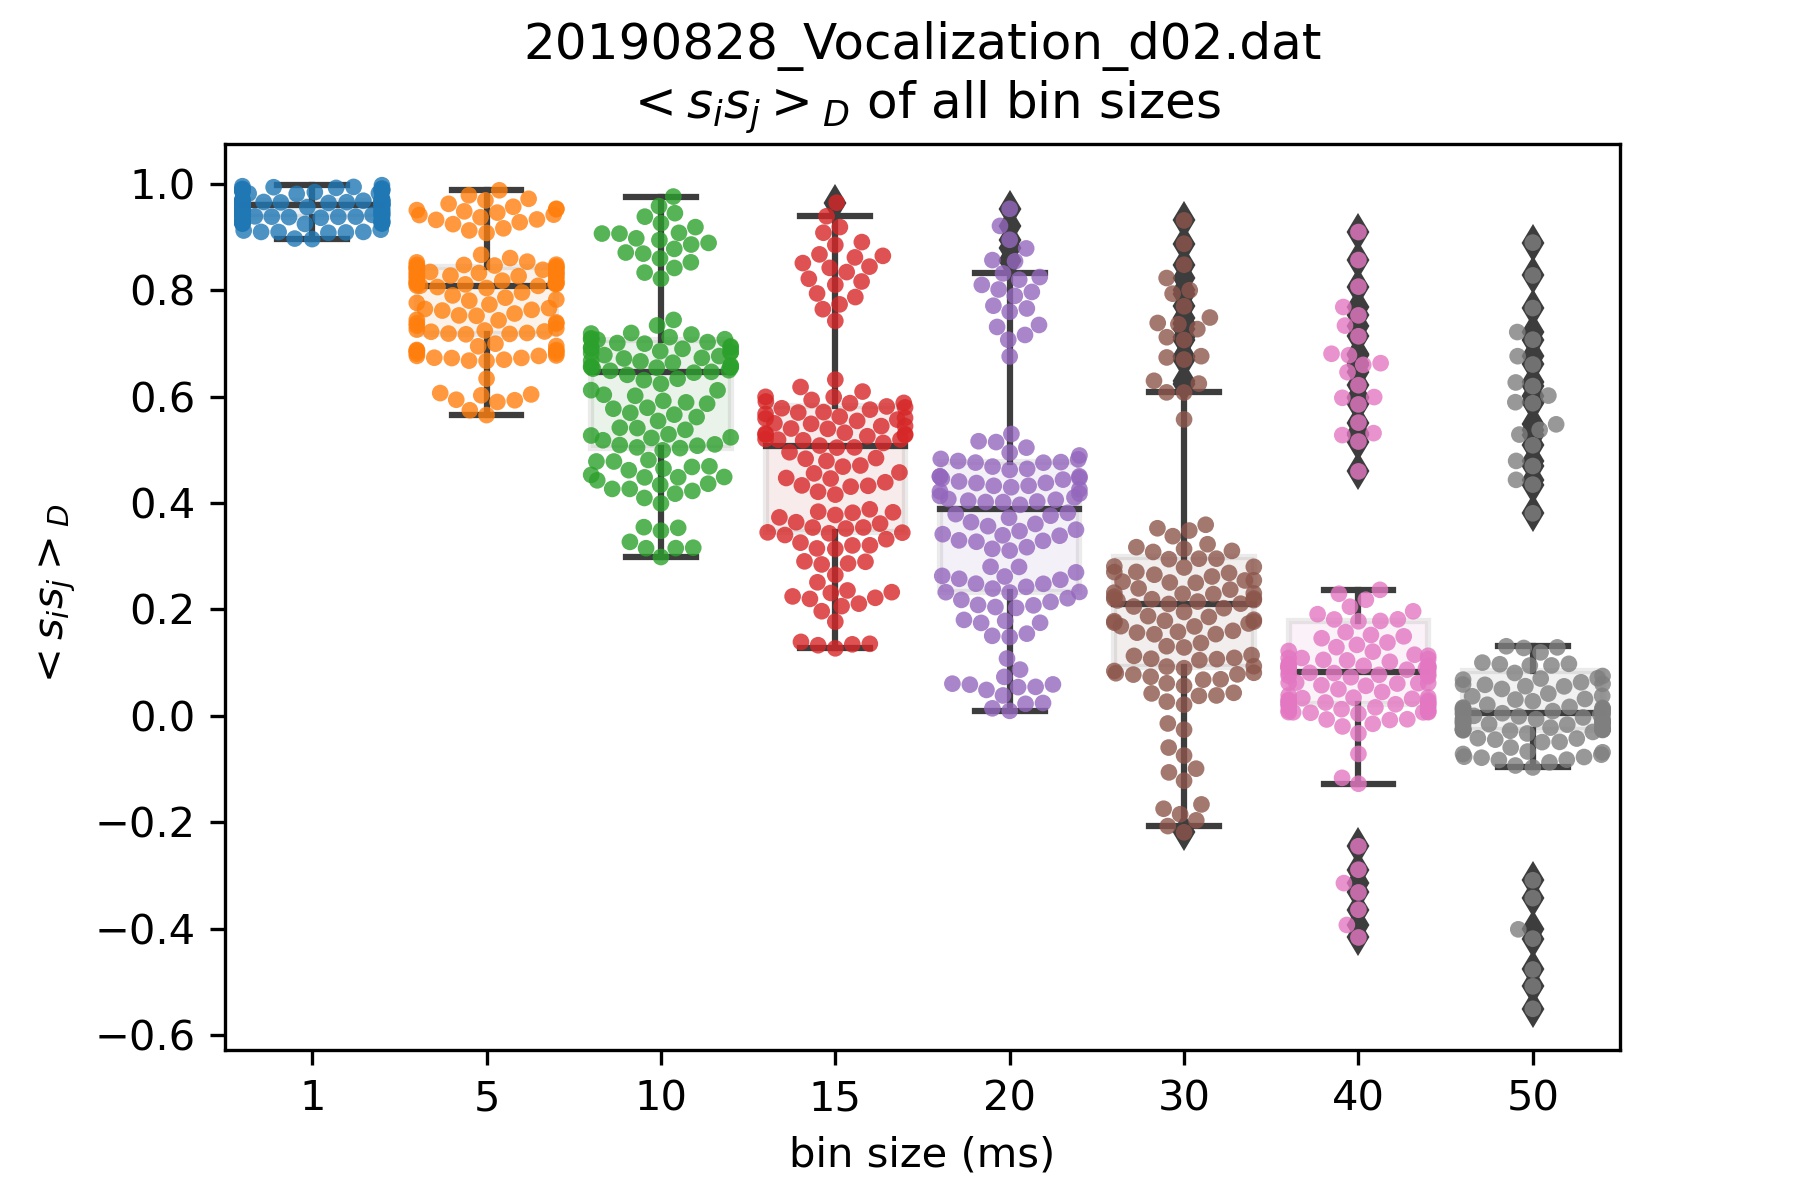 20190828_Vocalization_d02.dat
< s_i s_j >_D of all bin sizes
1.0
0.8
0.6
0.4
0.2
0.0
−0.2
−0.4
−0.6
< s_i s_j >_D
1 5 10 15 20 30 40 50
bin size (ms)